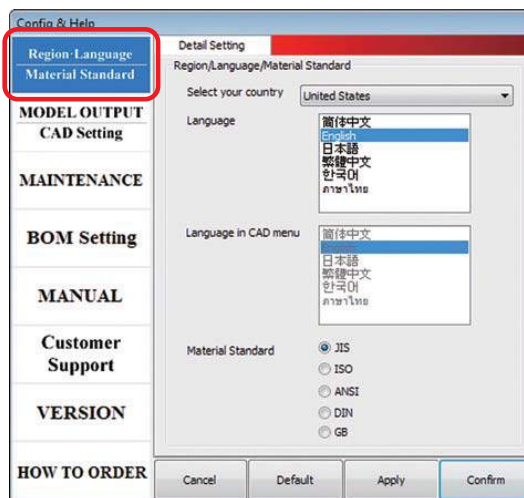 Config & Help
Region·Language
Material Standard
MODEL OUTPUT
CAD Setting
MAINTENANCE
BOM Setting
MANUAL
Customer
Support
VERSION
HOW TO ORDER
Detail Setting
Region/Language/Material Standard
Select your country
United States
Language
简体中文
English
日本語
繁體中文
한국어
ภาษาไทย
Language in CAD menu
简体中文
English
日本語
繁體中文
한국어
ภาษาไทย
Material Standard
JIS
ISO
ANSI
DIN
GB
Cancel
Default
Apply
Confirm